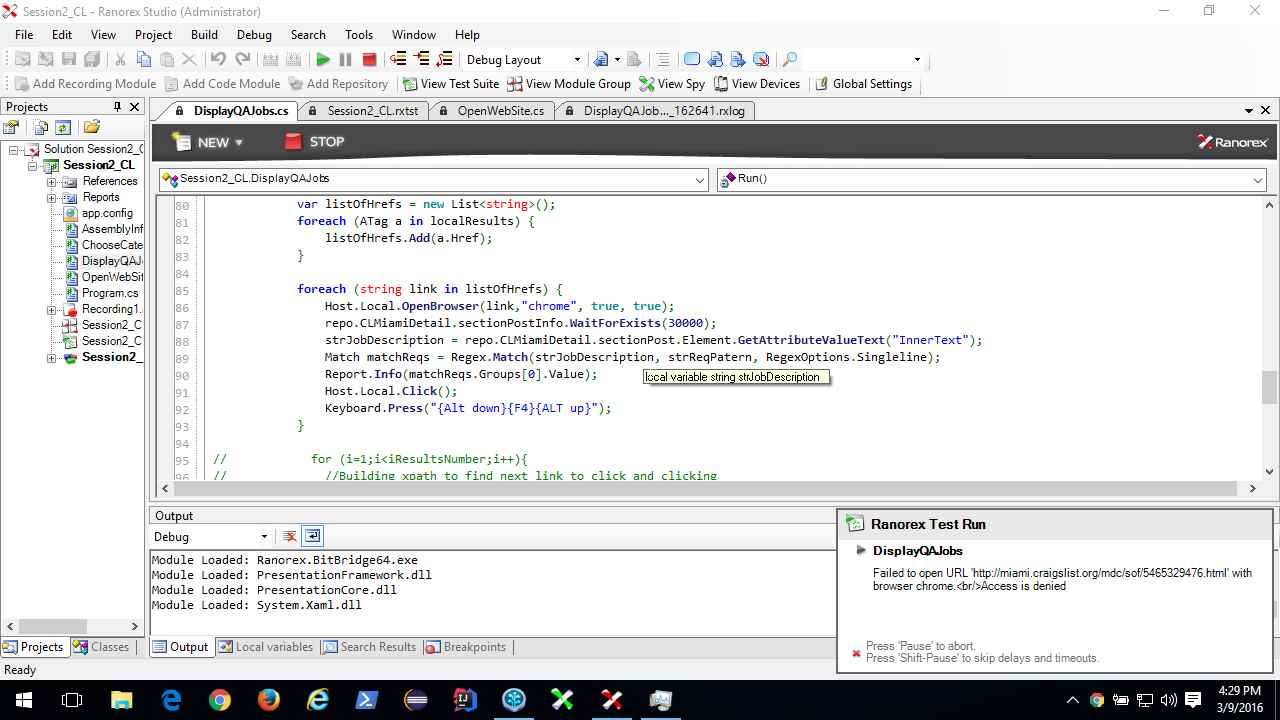 Session2_CL - Ranorex Studio (Administrator)
File Edit View Project Build Debug Search Tools Window Help
Debug Layout
Add Recording Module Add Code Module Add Repository View Test Suite View Module Group View Spy View Devices Global Settings
Projects
DisplayQAJobs.cs Session2_CL.rxtst OpenWebSite.cs DisplayQAJob..._162641.rxlog
NEW STOP Ranorex
Solution Session2_C
Session2_CL
References
Reports
app.config
AssemblyInf
ChooseCate
DisplayQAJ
OpenWebSit
Program.cs
Recording1.
Session2_C
Session2_C
Session2_
Session2_CL.DisplayQAJobs Run()
80 var listOfHrefs = new List<string>();
81 foreach (ATag a in localResults) {
82 listOfHrefs.Add(a.Href);
83 }
84
85 foreach (string link in listOfHrefs) {
86 Host.Local.OpenBrowser(link,"chrome", true, true);
87 repo.CLMiamiDetail.sectionPostInfo.WaitForExists(30000);
88 strJobDescription = repo.CLMiamiDetail.sectionPost.Element.GetAttributeValueText("InnerText");
89 Match matchReqs = Regex.Match(strJobDescription, strReqPatern, RegexOptions.Singleline);
90 Report.Info(matchReqs.Groups[0].Value);
local variable string strJobDescription
91 Host.Local.Click();
92 Keyboard.Press("{Alt down}{F4}{ALT up}");
93 }
94
95 // for (i=1;i<iResultsNumber;i++){
96 // //Building xpath to find next link to click and clicking
Output
Debug
Module Loaded: Ranorex.BitBridge64.exe
Module Loaded: PresentationFramework.dll
Module Loaded: PresentationCore.dll
Module Loaded: System.Xaml.dll
Ranorex Test Run
DisplayQAJobs
Failed to open URL 'http://miami.craigslist.org/mdc/sof/5465329476.html' with
browser chrome.<br/>Access is denied
Press 'Pause' to abort.
Press 'Shift-Pause' to skip delays and timeouts.
Projects Classes
Output Local variables Search Results Breakpoints
Ready
4:29 PM
3/9/2016